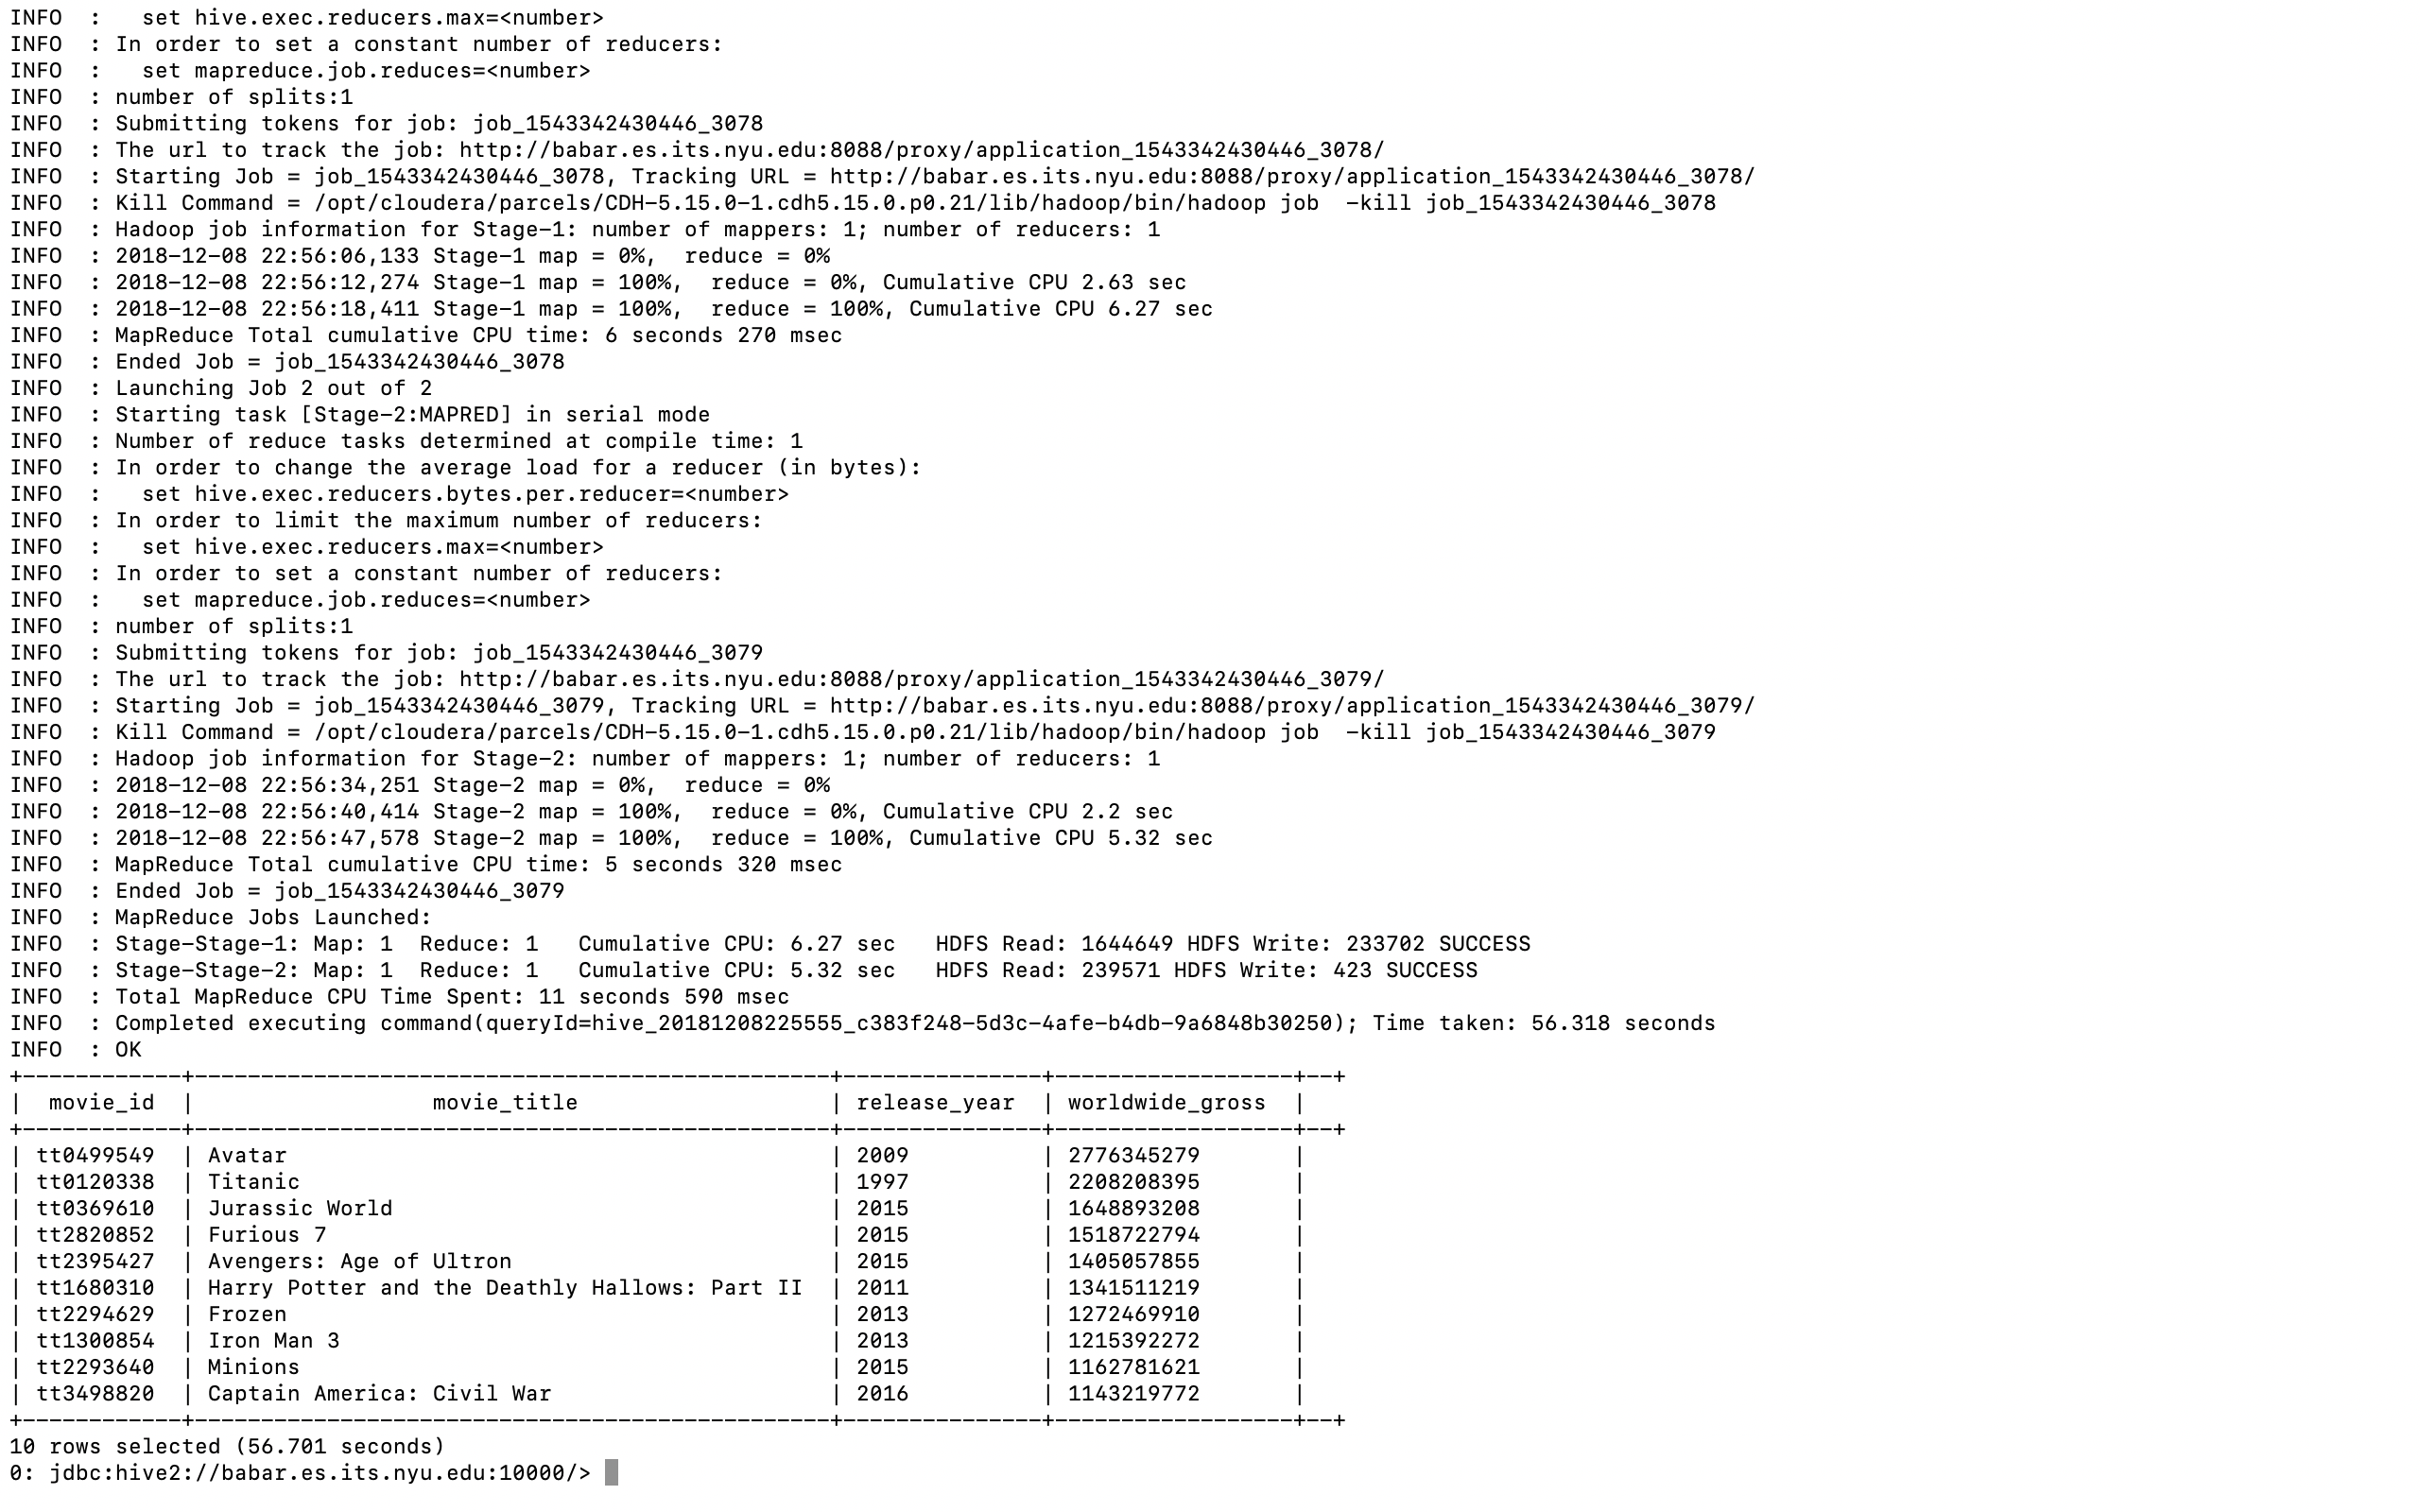 INFO  :   set hive.exec.reducers.max=<number>
INFO  : In order to set a constant number of reducers:
INFO  :   set mapreduce.job.reduces=<number>
INFO  : number of splits:1
INFO  : Submitting tokens for job: job_1543342430446_3078
INFO  : The url to track the job: http://babar.es.its.nyu.edu:8088/proxy/application_1543342430446_3078/
INFO  : Starting Job = job_1543342430446_3078, Tracking URL = http://babar.es.its.nyu.edu:8088/proxy/application_1543342430446_3078/
INFO  : Kill Command = /opt/cloudera/parcels/CDH-5.15.0-1.cdh5.15.0.p0.21/lib/hadoop/bin/hadoop job  -kill job_1543342430446_3078
INFO  : Hadoop job information for Stage-1: number of mappers: 1; number of reducers: 1
INFO  : 2018-12-08 22:56:06,133 Stage-1 map = 0%,  reduce = 0%
INFO  : 2018-12-08 22:56:12,274 Stage-1 map = 100%,  reduce = 0%, Cumulative CPU 2.63 sec
INFO  : 2018-12-08 22:56:18,411 Stage-1 map = 100%,  reduce = 100%, Cumulative CPU 6.27 sec
INFO  : MapReduce Total cumulative CPU time: 6 seconds 270 msec
INFO  : Ended Job = job_1543342430446_3078
INFO  : Launching Job 2 out of 2
INFO  : Starting task [Stage-2:MAPRED] in serial mode
INFO  : Number of reduce tasks determined at compile time: 1
INFO  : In order to change the average load for a reducer (in bytes):
INFO  :   set hive.exec.reducers.bytes.per.reducer=<number>
INFO  : In order to limit the maximum number of reducers:
INFO  :   set hive.exec.reducers.max=<number>
INFO  : In order to set a constant number of reducers:
INFO  :   set mapreduce.job.reduces=<number>
INFO  : number of splits:1
INFO  : Submitting tokens for job: job_1543342430446_3079
INFO  : The url to track the job: http://babar.es.its.nyu.edu:8088/proxy/application_1543342430446_3079/
INFO  : Starting Job = job_1543342430446_3079, Tracking URL = http://babar.es.its.nyu.edu:8088/proxy/application_1543342430446_3079/
INFO  : Kill Command = /opt/cloudera/parcels/CDH-5.15.0-1.cdh5.15.0.p0.21/lib/hadoop/bin/hadoop job  -kill job_1543342430446_3079
INFO  : Hadoop job information for Stage-2: number of mappers: 1; number of reducers: 1
INFO  : 2018-12-08 22:56:34,251 Stage-2 map = 0%,  reduce = 0%
INFO  : 2018-12-08 22:56:40,414 Stage-2 map = 100%,  reduce = 0%, Cumulative CPU 2.2 sec
INFO  : 2018-12-08 22:56:47,578 Stage-2 map = 100%,  reduce = 100%, Cumulative CPU 5.32 sec
INFO  : MapReduce Total cumulative CPU time: 5 seconds 320 msec
INFO  : Ended Job = job_1543342430446_3079
INFO  : MapReduce Jobs Launched:
INFO  : Stage-Stage-1: Map: 1  Reduce: 1   Cumulative CPU: 6.27 sec   HDFS Read: 1644649 HDFS Write: 233702 SUCCESS
INFO  : Stage-Stage-2: Map: 1  Reduce: 1   Cumulative CPU: 5.32 sec   HDFS Read: 239571 HDFS Write: 423 SUCCESS
INFO  : Total MapReduce CPU Time Spent: 11 seconds 590 msec
INFO  : Completed executing command(queryId=hive_20181208225555_c383f248-5d3c-4afe-b4db-9a6848b30250); Time taken: 56.318 seconds
INFO  : OK
+------------+------------------------------------------------+---------------+------------------+--+
|  movie_id  |                  movie_title                   | release_year  | worldwide_gross  |
+------------+------------------------------------------------+---------------+------------------+--+
| tt0499549  | Avatar                                         | 2009          | 2776345279       |
| tt0120338  | Titanic                                        | 1997          | 2208208395       |
| tt0369610  | Jurassic World                                 | 2015          | 1648893208       |
| tt2820852  | Furious 7                                      | 2015          | 1518722794       |
| tt2395427  | Avengers: Age of Ultron                        | 2015          | 1405057855       |
| tt1680310  | Harry Potter and the Deathly Hallows: Part II  | 2011          | 1341511219       |
| tt2294629  | Frozen                                         | 2013          | 1272469910       |
| tt1300854  | Iron Man 3                                     | 2013          | 1215392272       |
| tt2293640  | Minions                                        | 2015          | 1162781621       |
| tt3498820  | Captain America: Civil War                     | 2016          | 1143219772       |
+------------+------------------------------------------------+---------------+------------------+--+
10 rows selected (56.701 seconds)
0: jdbc:hive2://babar.es.its.nyu.edu:10000/>